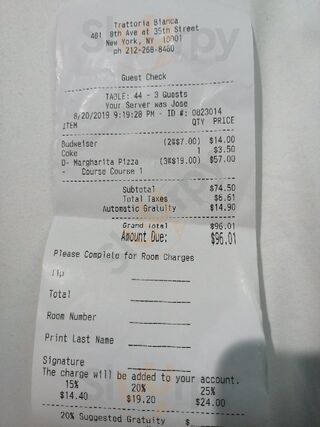 Trattoria Bianca
481 8th Ave at 35th Street
New York, NY 10001
ph 212-268-8460
Guest Check
TABLE: 44 - 3 Guests
Your Server was Jose
8/20/2019 9:19:28 PM - ID #: 0823014
ITEM QTY PRICE
Budweiser (2@$7.00) $14.00
Coke 1 $3.50
D- Margharita Pizza (3@$19.00) $57.00
- Course Course 1
Subtotal $74.50
Total Taxes $6.61
Automatic Gratuity $14.90
Grand Total $96.01
Amount Due: $96.01
Please Complete for Room Charges
Tip
Total
Room Number
Print Last Name
Signature
The charge will be added to your account.
15% 20% 25%
$14.40 $19.20 $24.00
20% Suggested Gratuity $